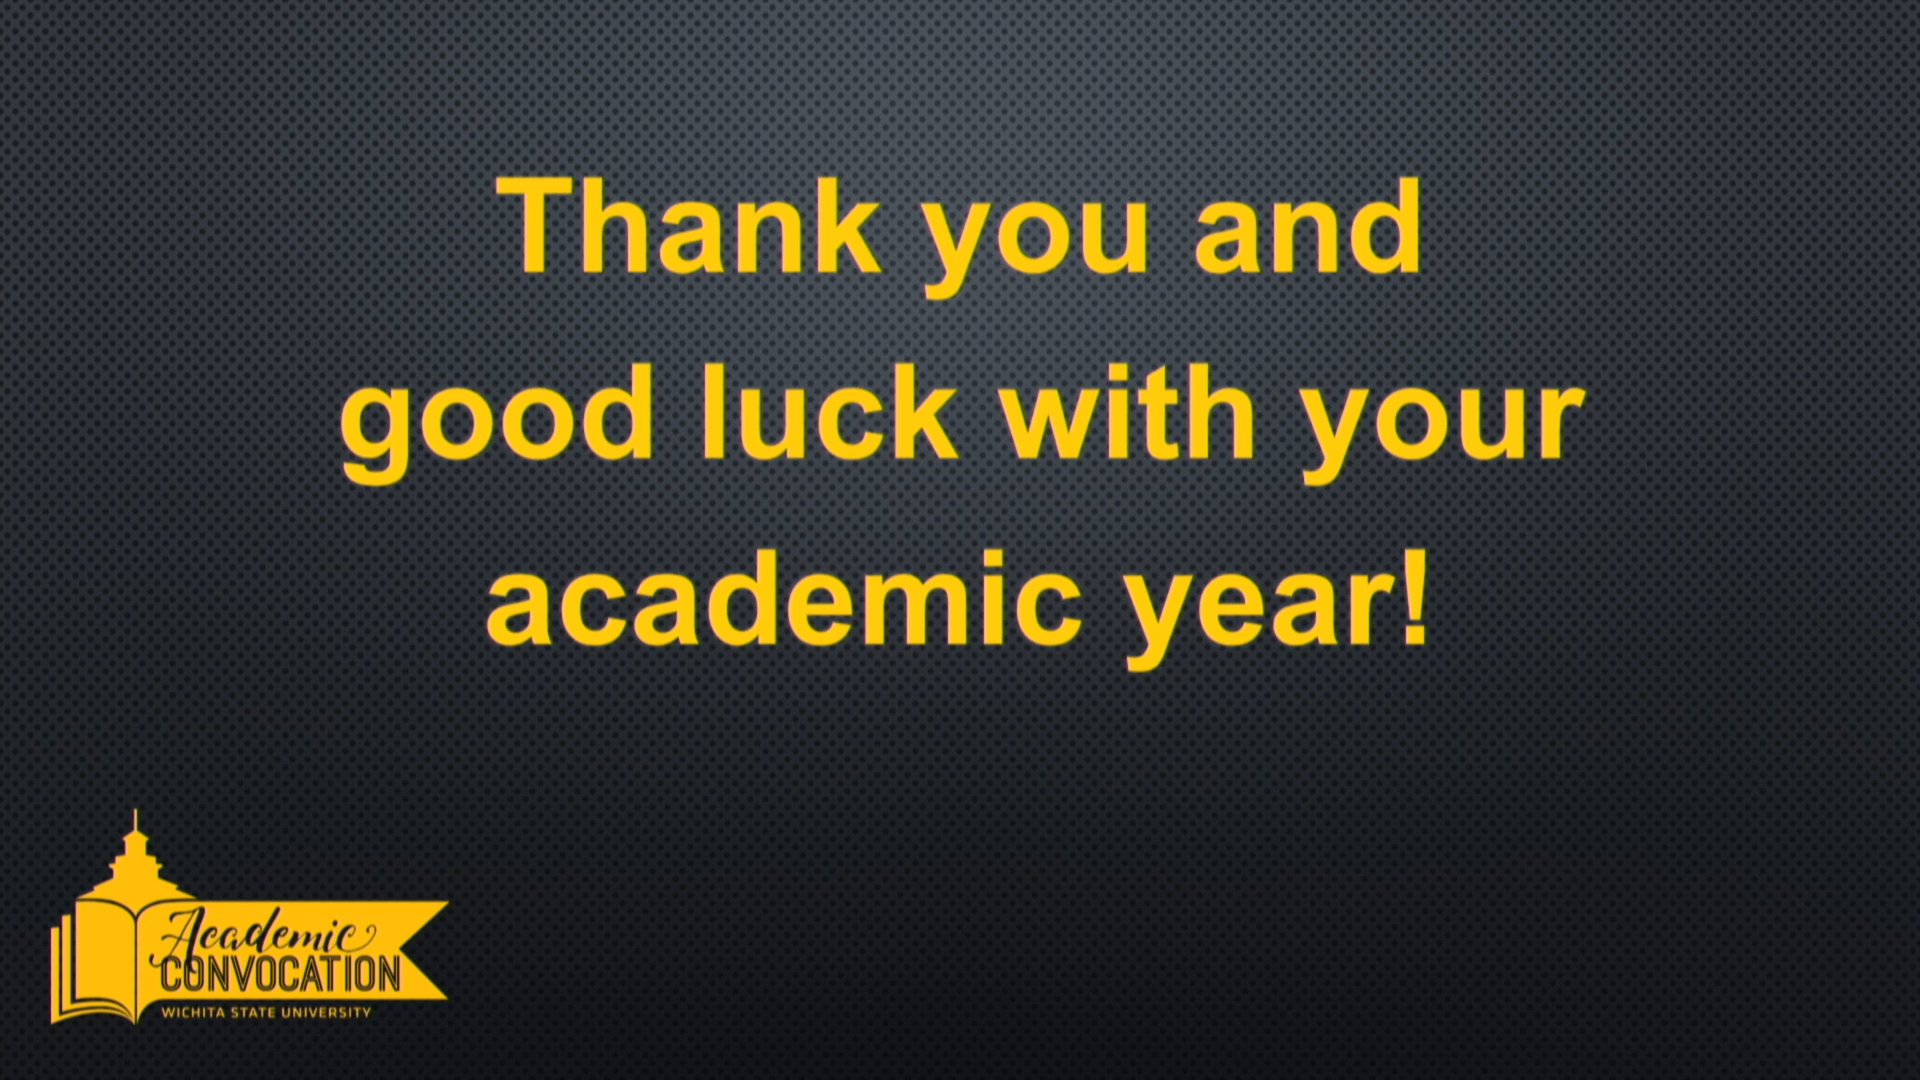 Thank you and
good luck with your
academic year!
Academic
CONVOCATION
WICHITA STATE UNIVERSITY